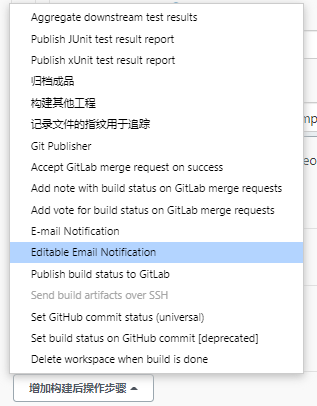 Aggregate downstream test results
Publish JUnit test result report
Publish xUnit test result report
归档成品
构建其他工程
记录文件的指纹用于追踪
Git Publisher
Accept GitLab merge request on success
Add note with build status on GitLab merge requests
Add vote for build status on GitLab merge requests
E-mail Notification
Editable Email Notification
Publish build status to GitLab
Send build artifacts over SSH
Set GitHub commit status (universal)
Set build status on GitHub commit [deprecated]
Delete workspace when build is done
增加构建后操作步骤